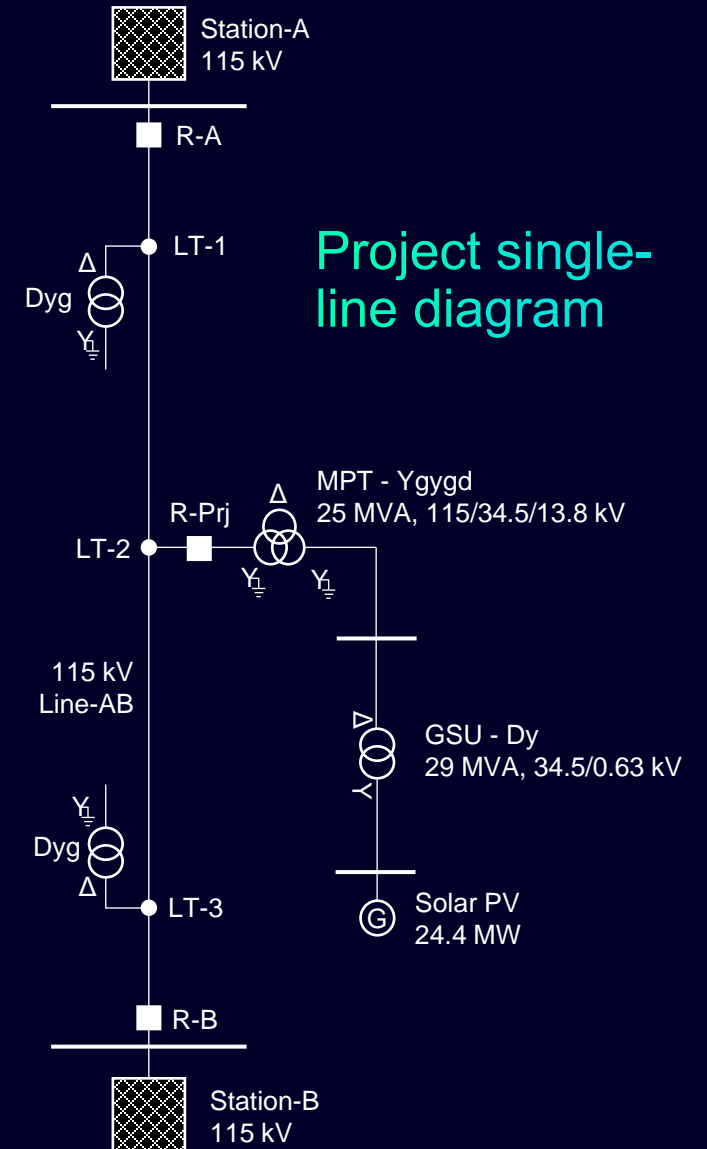 Station-A
115 kV
R-A
LT-1
Project single-
line diagram
Δ
Dyg
Y
MPT - Ygygd
25 MVA, 115/34.5/13.8 kV
Δ
R-Prj
LT-2
Y
Y
115 kV
Line-AB
Δ
GSU - Dy
29 MVA, 34.5/0.63 kV
Y
Y
Dyg
Δ
LT-3
Solar PV
24.4 MW
G
R-B
Station-B
115 kV